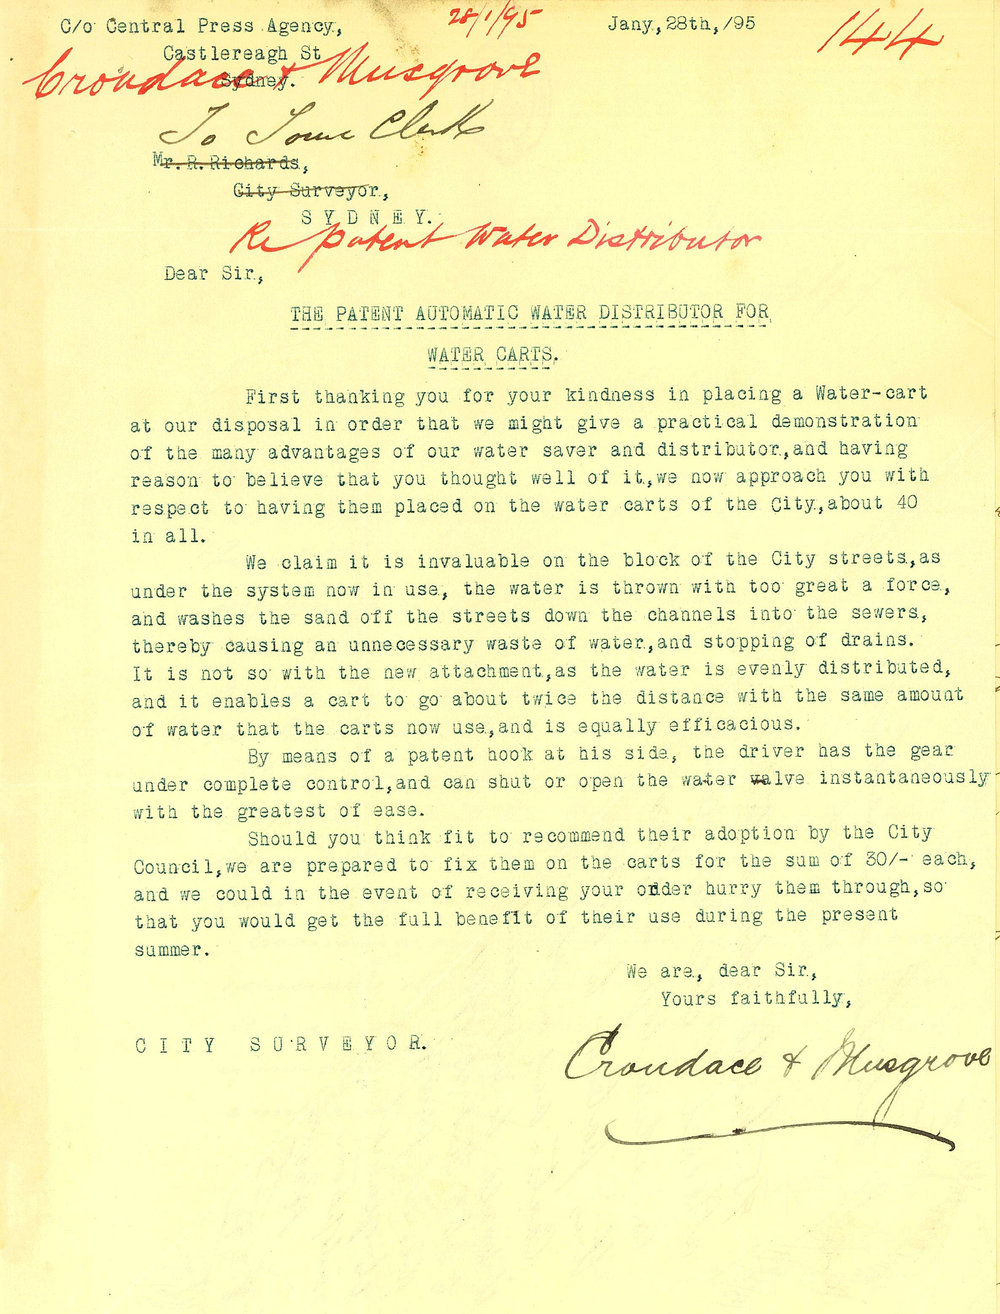 C/o Central Press Agency, 28/1/95 Jany, 28th, /95 144
Castlereagh St
Sydney.
Croudace & Musgrove
To Town Clerk
Mr. R. Richards,
City Surveyor,
SYDNEY.
Re patent Water Distributor
Dear Sir,
THE PATENT AUTOMATIC WATER DISTRIBUTOR FOR
WATER CARTS.
First thanking you for your kindness in placing a Water-cart
at our disposal in order that we might give a practical demonstration
of the many advantages of our water saver and distributor, and having
reason to believe that you thought well of it, we now approach you with
respect to having them placed on the water carts of the City, about 40
in all.
We claim it is invaluable on the block of the City streets, as
under the system now in use, the water is thrown with too great a force,
and washes the sand off the streets down the channels into the sewers,
thereby causing an unnecessary waste of water, and stopping of drains.
It is not so with the new attachment, as the water is evenly distributed,
and it enables a cart to go about twice the distance with the same amount
of water that the carts now use, and is equally efficacious.
By means of a patent hook at his side, the driver has the gear
under complete control, and can shut or open the water valve instantaneously
with the greatest of ease.
Should you think fit to recommend their adoption by the City
Council, we are prepared to fix them on the carts for the sum of 30/- each,
and we could in the event of receiving your order hurry them through, so
that you would get the full benefit of their use during the present
summer.
We are, dear Sir,
Yours faithfully,
CITY SURVEYOR.
Croudace & Musgrove